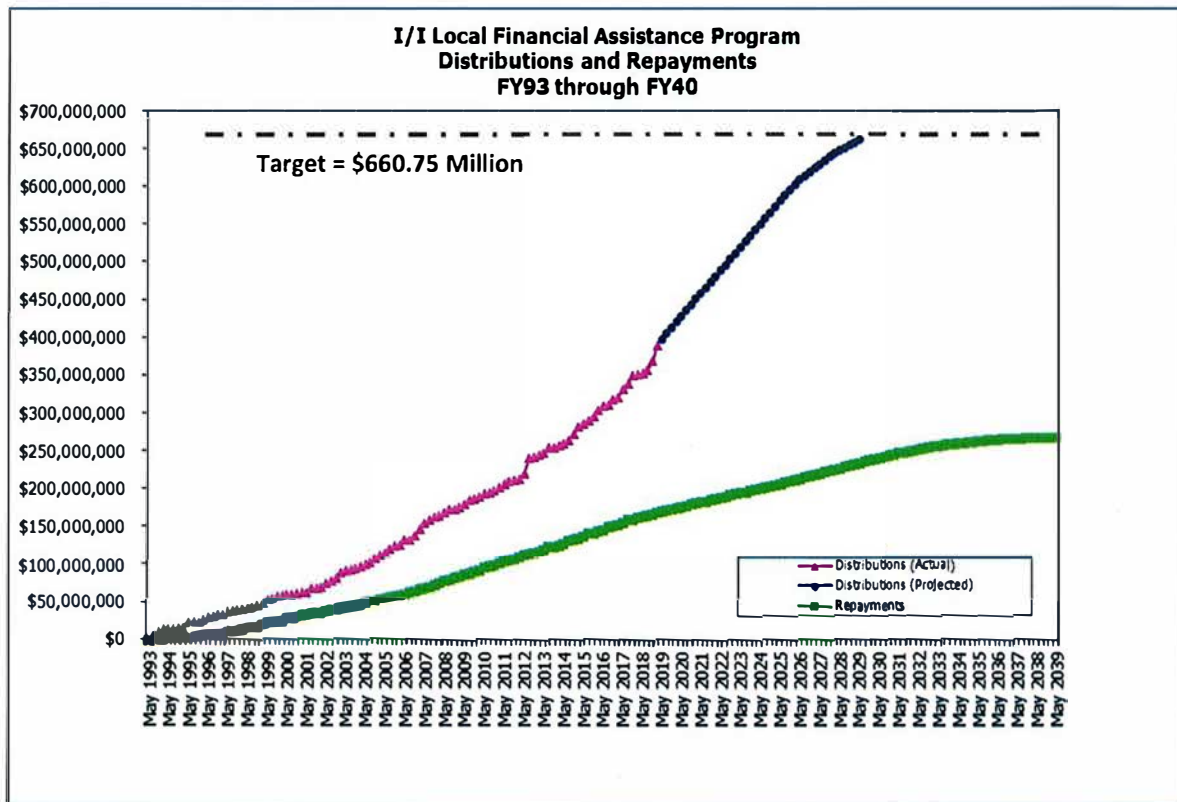 I/I Local Financial Assistance Program
Distributions and Repayments
FY93 through FY40
$700,000,000
$650,000,000
$600,000,000
$550,000,000
$500,000,000
$450,000,000
$400,000,000
$350,000,000
$300,000,000
$250,000,000
$200,000,000
$150,000,000
$100,000,000
$50,000,000
$0
Target = $660.75 Million
Distributions (Actual)
Distributions (Projected)
Repayments
May 1993
May 1994
May 1995
May 1996
May 1997
May 1998
May 1999
May 2000
May 2001
May 2002
May 2003
May 2004
May 2005
May 2006
May 2007
May 2008
May 2009
May 2010
May 2011
May 2012
May 2013
May 2014
May 2015
May 2016
May 2017
May 2018
May 2019
May 2020
May 2021
May 2022
May 2023
May 2024
May 2025
May 2026
May 2027
May 2028
May 2029
May 2030
May 2031
May 2032
May 2033
May 2034
May 2035
May 2036
May 2037
May 2038
May 2039